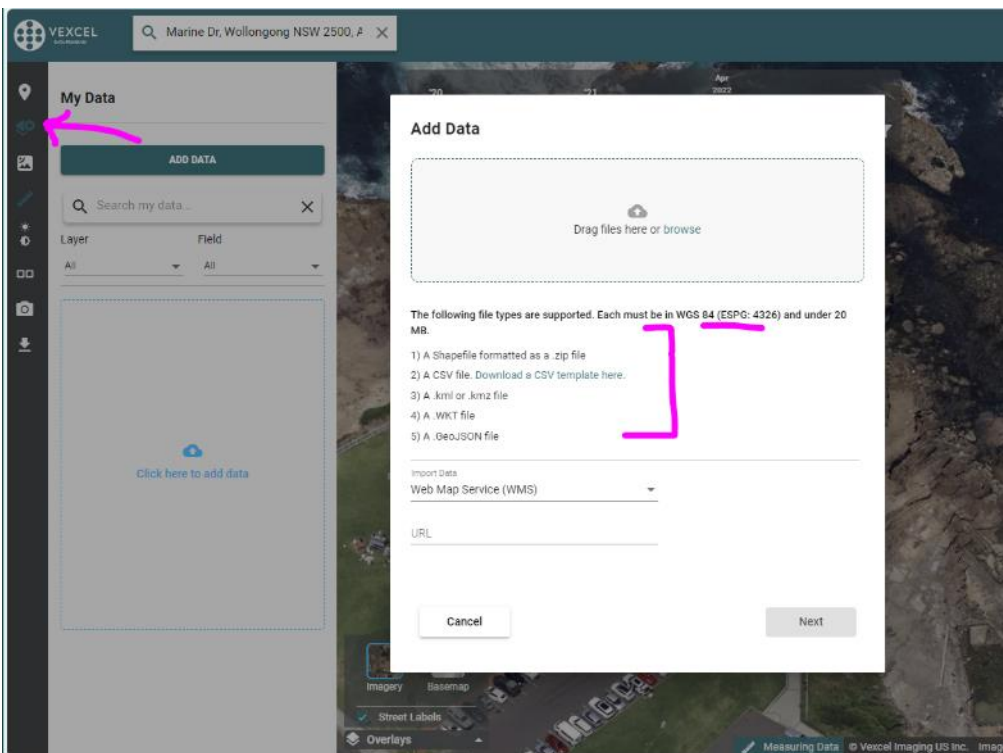 VEXCEL
Marine Dr, Wollongong NSW 2500, A
My Data
ADD DATA
Search my data...
Layer
Field
All
All
Click here to add data
'20
'21
Apr
2022
Add Data
Drag files here or browse
The following file types are supported. Each must be in WGS 84 (ESPG: 4326) and under 20
MB.
1) A Shapefile formatted as a .zip file
2) A CSV file. Download a CSV template here.
3) A .kml or .kmz file
4) A .WKT file
5) A .GeoJSON file
Import Data
Web Map Service (WMS)
URL
Cancel
Next
Imagery
Basemap
Street Labels
Overlays
Measuring Data
© Vexcel Imaging US Inc.
Imag